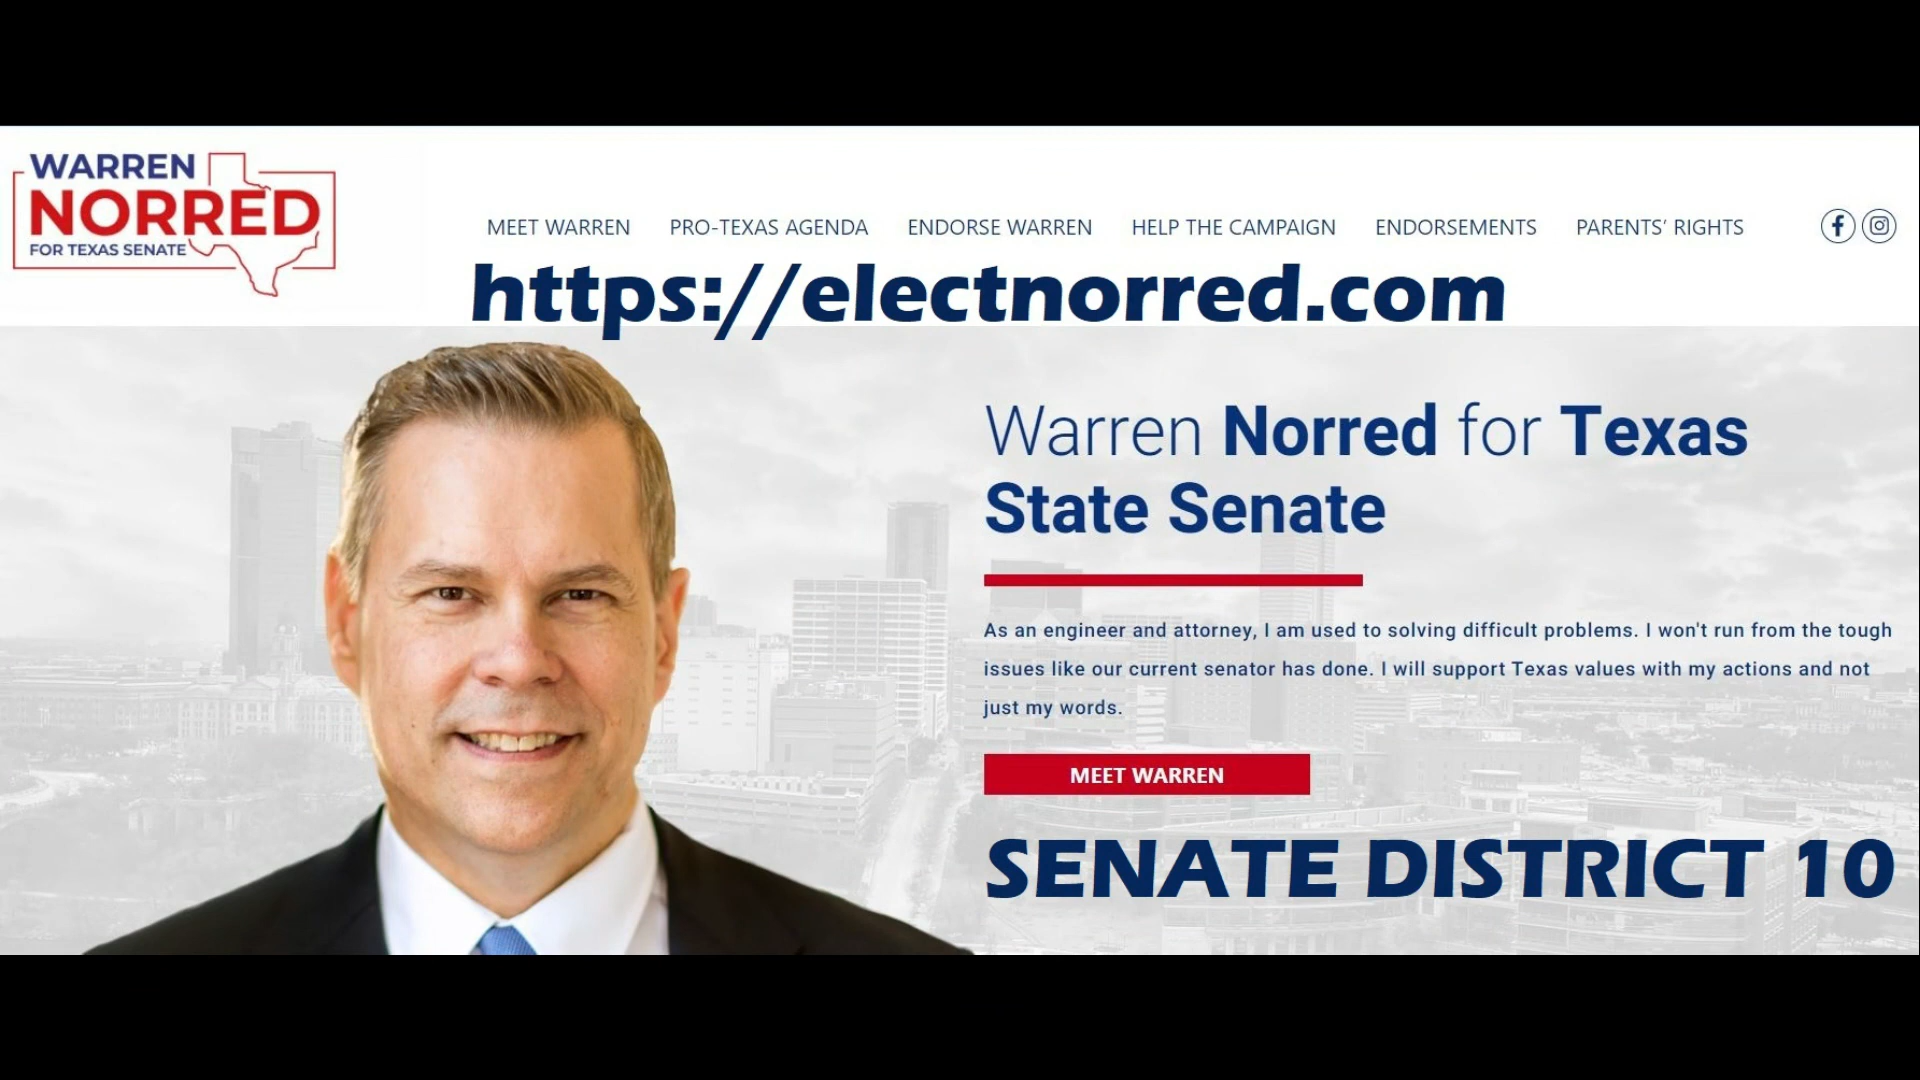 WARREN
NORRED
FOR TEXAS SENATE
MEET WARREN PRO-TEXAS AGENDA ENDORSE WARREN HELP THE CAMPAIGN ENDORSEMENTS PARENTS’ RIGHTS
https://electnorred.com
Warren Norred for Texas
State Senate
As an engineer and attorney, I am used to solving difficult problems. I won't run from the tough
issues like our current senator has done. I will support Texas values with my actions and not
just my words.
MEET WARREN
SENATE DISTRICT 10